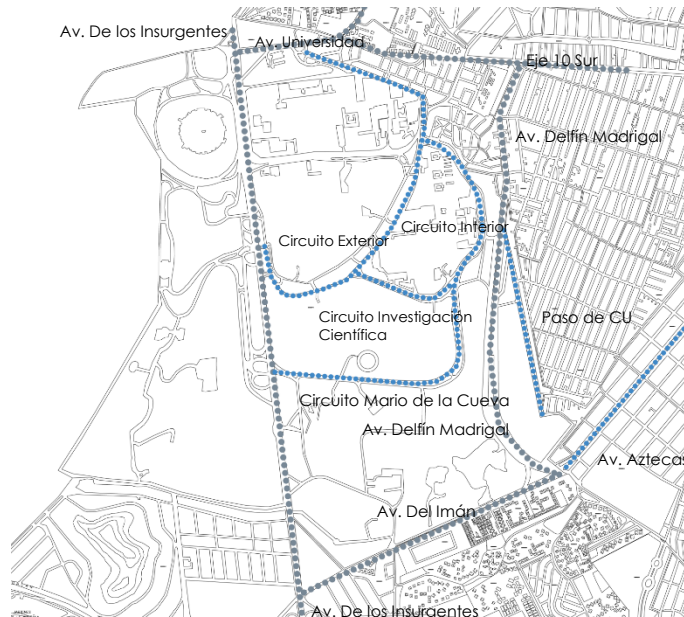 Av. De los Insurgentes
Av. Universidad
Eje 10 Sur
Av. Delfín Madrigal
Circuito Exterior
Circuito Interior
Circuito Investigación
Científica
Paso de CU
Circuito Mario de la Cueva
Av. Delfín Madrigal
Av. Aztecas
Av. Del Imán
Av. De los Insurgentes